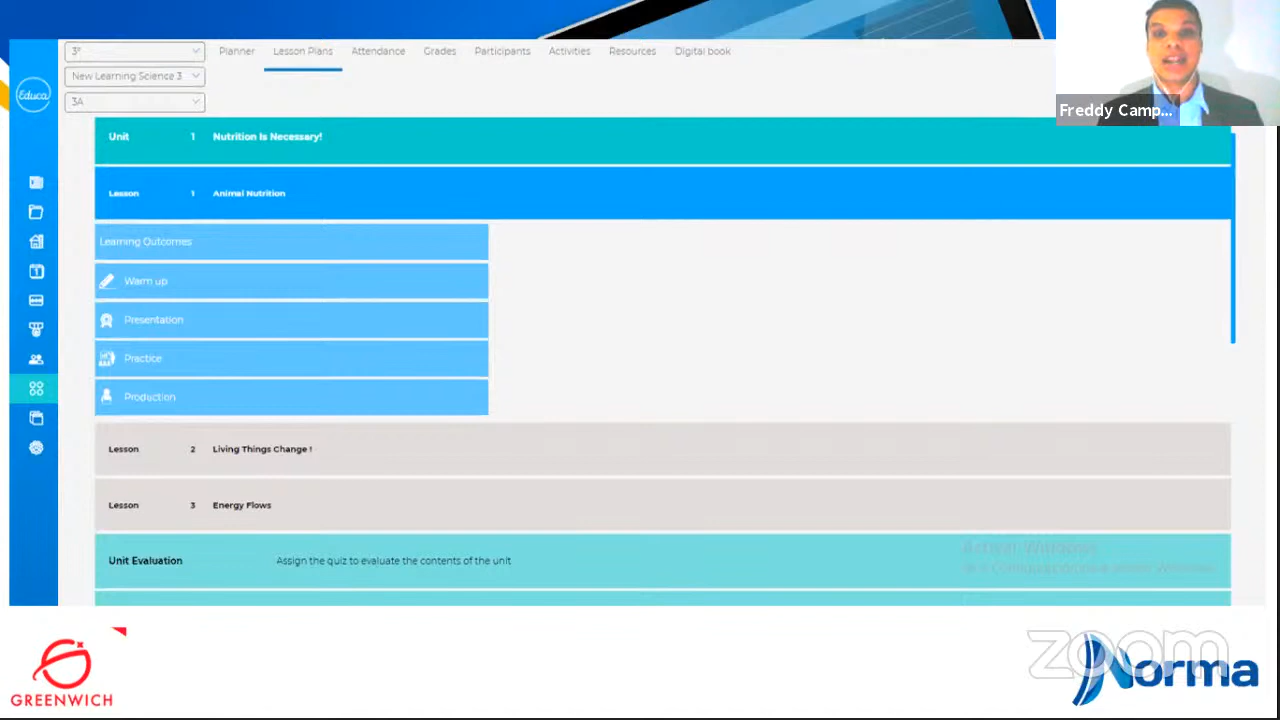 3°
Planner
Lesson Plans
Attendance
Grades
Participants
Activities
Resources
Digital book
New Learning Science 3
3A
Educa
Freddy Camp...
Unit 1 Nutrition Is Necessary!
Lesson 1 Animal Nutrition
Learning Outcomes
Warm up
Presentation
Practice
Production
Lesson 2 Living Things Change !
Lesson 3 Energy Flows
Unit Evaluation Assign the quiz to evaluate the contents of the unit
Activar Windows
GREENWICH
zoom
Norma